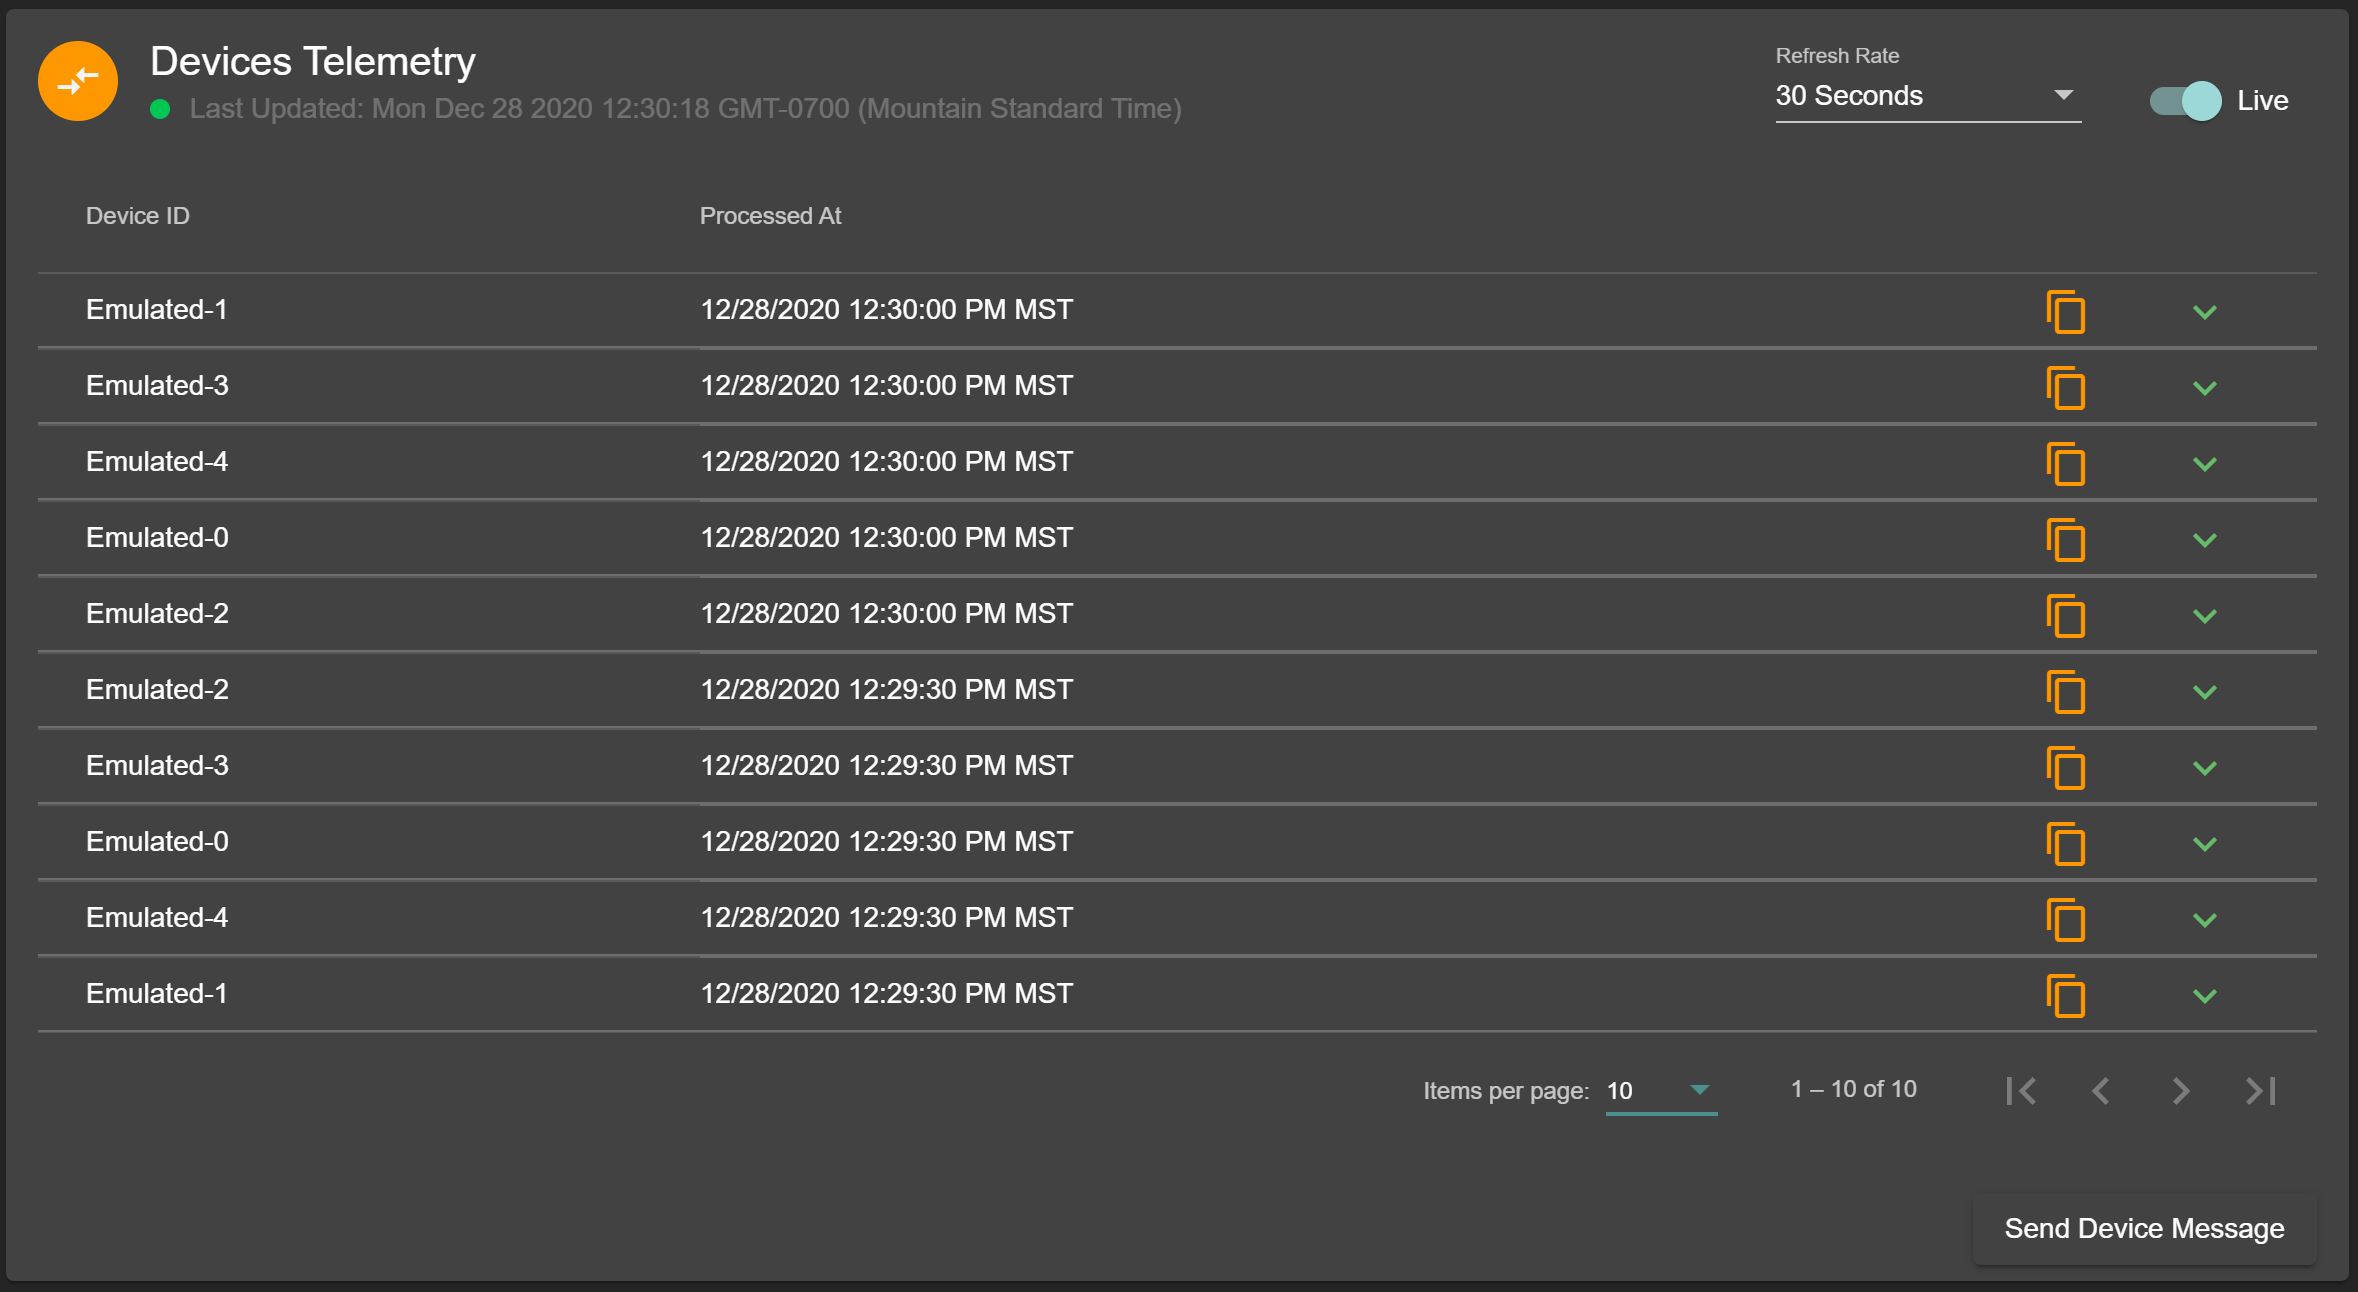 Devices Telemetry
Last Updated: Mon Dec 28 2020 12:30:18 GMT-0700 (Mountain Standard Time)
Refresh Rate
30 Seconds
Live
Device ID Processed At
Emulated-1 12/28/2020 12:30:00 PM MST
Emulated-3 12/28/2020 12:30:00 PM MST
Emulated-4 12/28/2020 12:30:00 PM MST
Emulated-0 12/28/2020 12:30:00 PM MST
Emulated-2 12/28/2020 12:30:00 PM MST
Emulated-2 12/28/2020 12:29:30 PM MST
Emulated-3 12/28/2020 12:29:30 PM MST
Emulated-0 12/28/2020 12:29:30 PM MST
Emulated-4 12/28/2020 12:29:30 PM MST
Emulated-1 12/28/2020 12:29:30 PM MST
Items per page: 10 1 – 10 of 10
Send Device Message